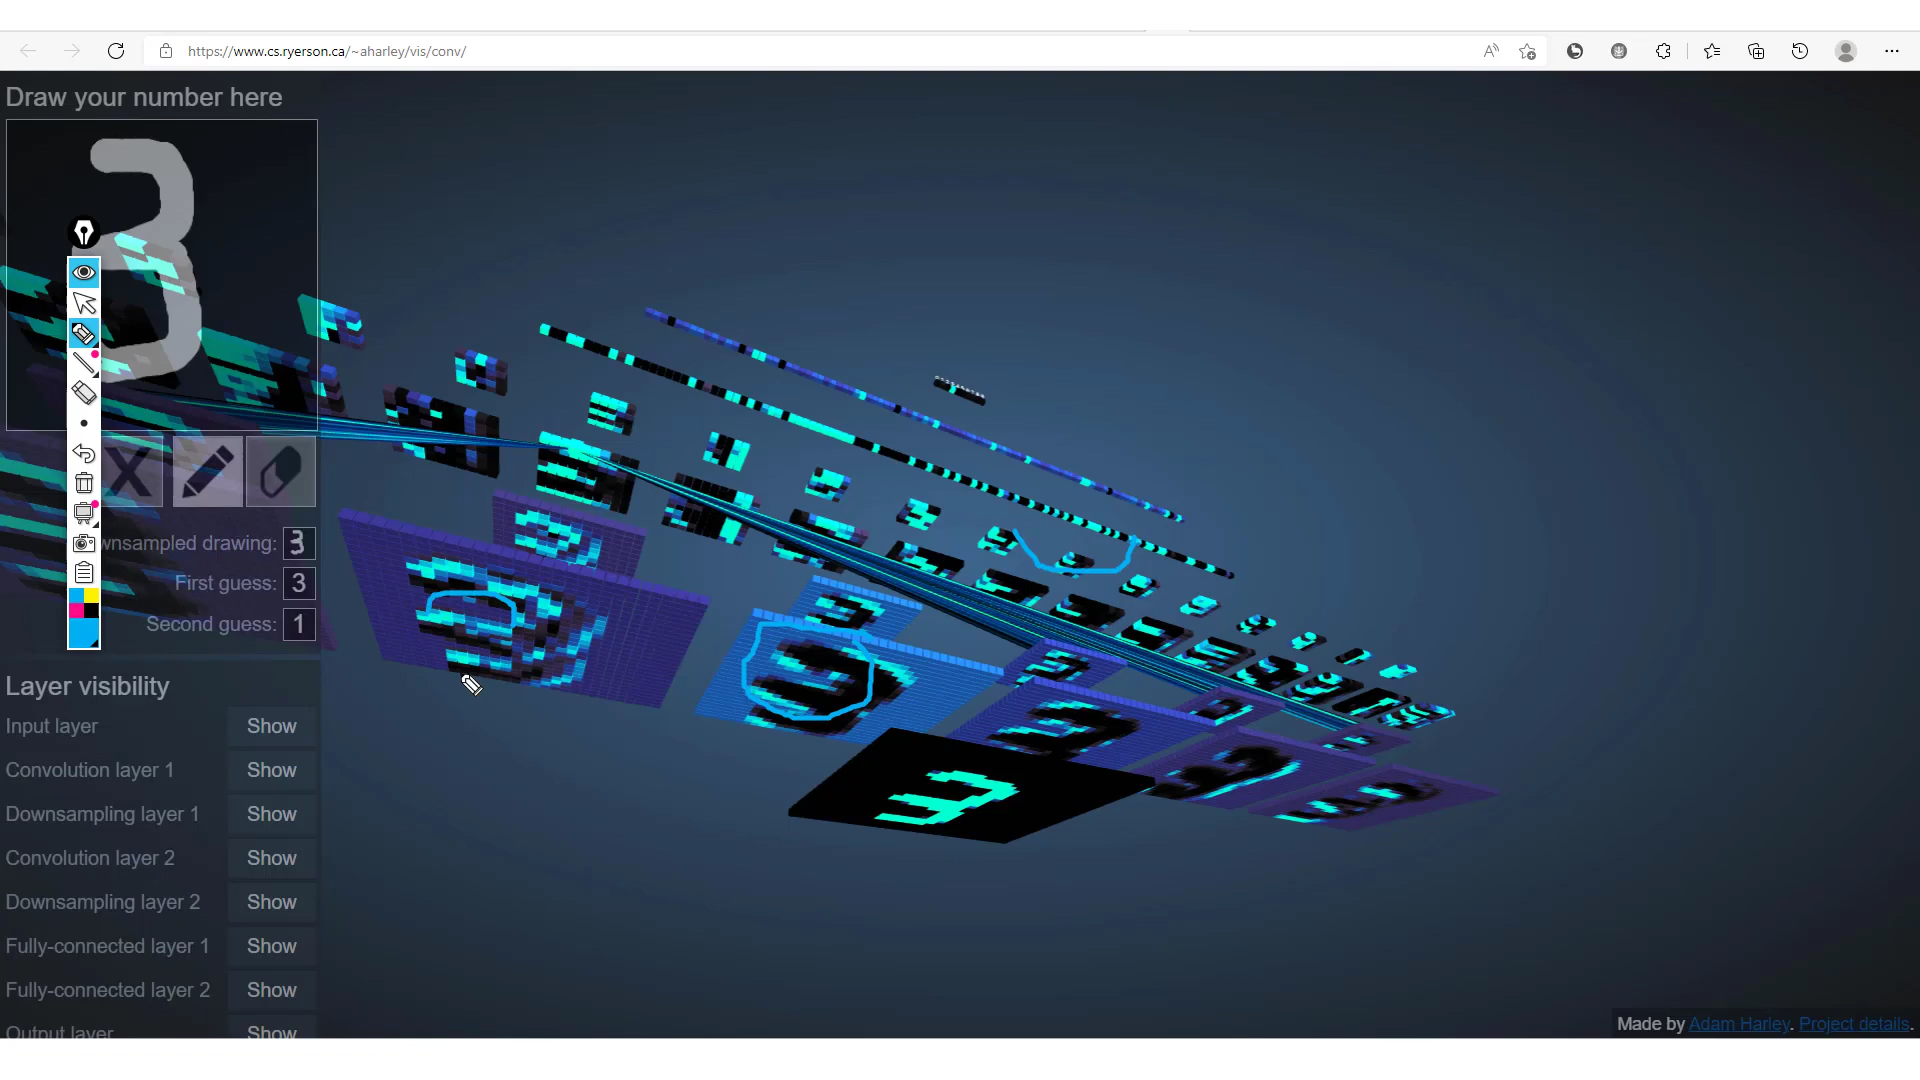 https://www.cs.ryerson.ca/~aharley/vis/conv/
Draw your number here
3
wnsampled drawing: 3
First guess: 3
Second guess: 1
Layer visibility
Input layer Show
Convolution layer 1 Show
Downsampling layer 1 Show
Convolution layer 2 Show
Downsampling layer 2 Show
Fully-connected layer 1 Show
Fully-connected layer 2 Show
Output layer Show
Made by Adam Harley. Project details.